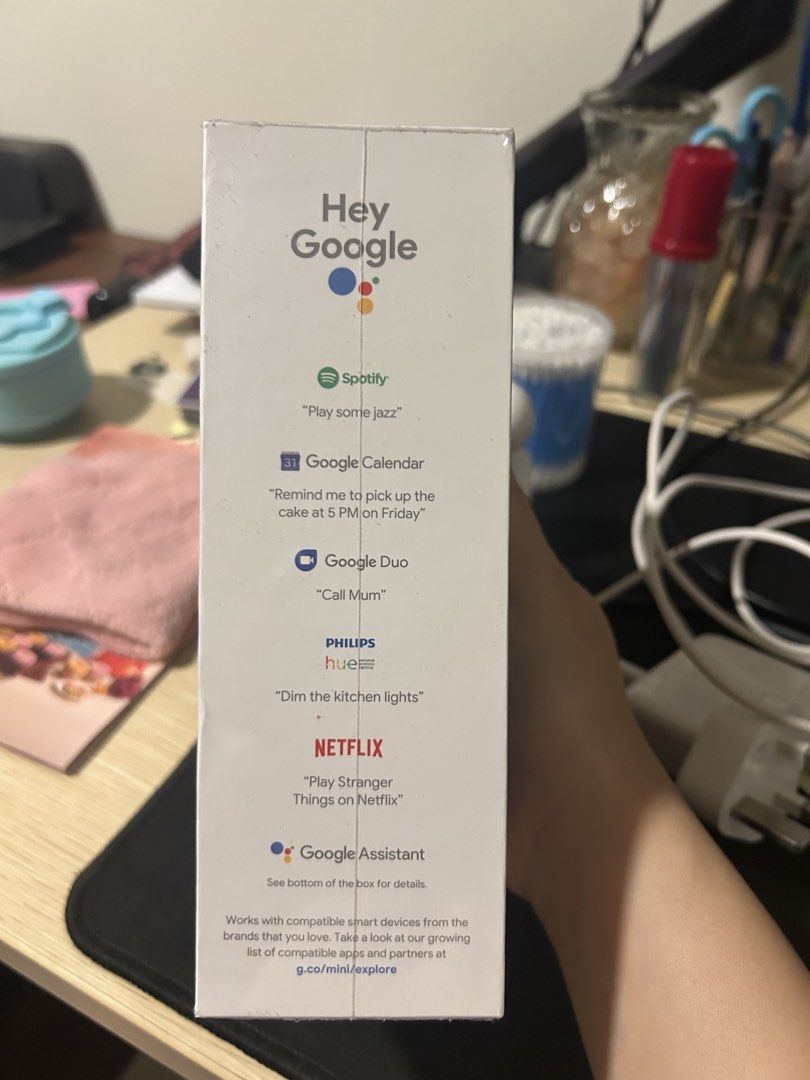 Hey
Google
Spotify
“Play some jazz”
31 Google Calendar
“Remind me to pick up the
cake at 5 PM on Friday”
Google Duo
“Call Mum”
PHILIPS
hue
“Dim the kitchen lights”
NETFLIX
“Play Stranger
Things on Netflix”
Google Assistant
See bottom of the box for details.
Works with compatible smart devices from the
brands that you love. Take a look at our growing
list of compatible apps and partners at
g.co/mini/explore